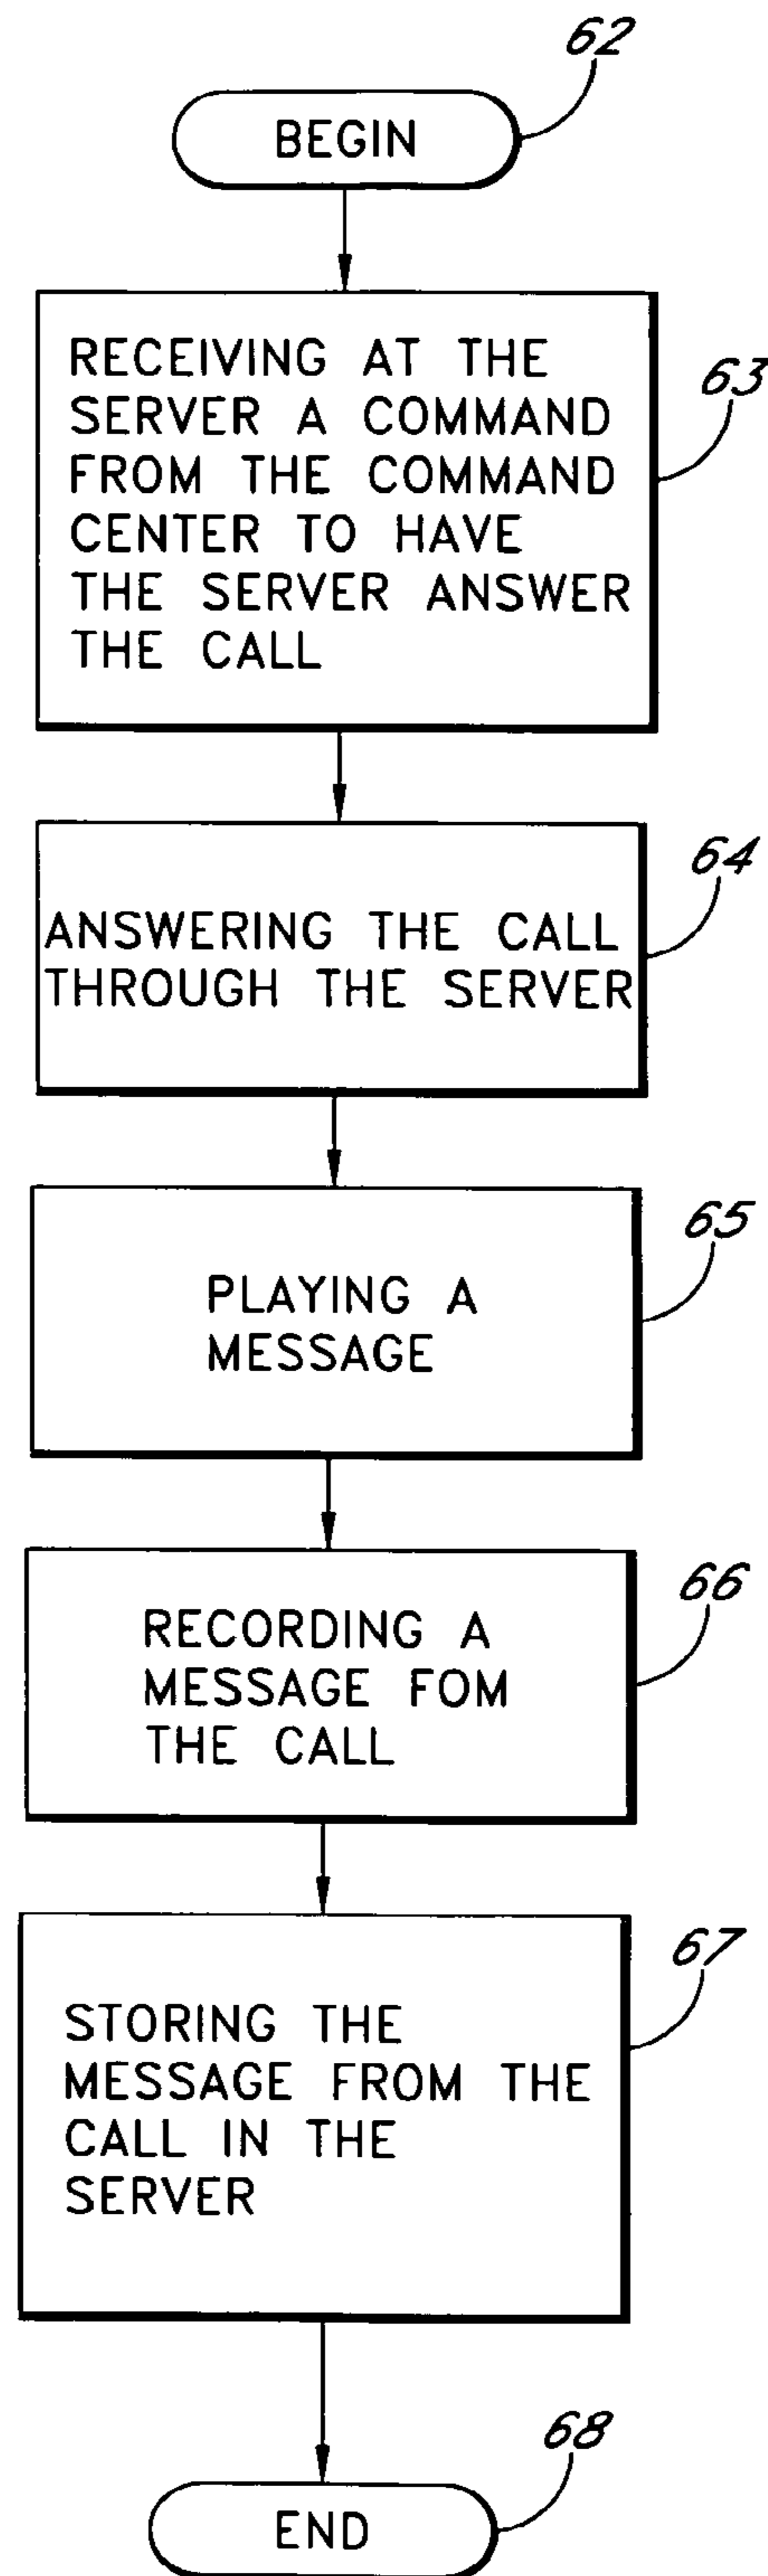 62
BEGIN
RECEIVING AT THE
SERVER A COMMAND
FROM THE COMMAND
CENTER TO HAVE
THE SERVER ANSWER
THE CALL
63
ANSWERING THE CALL
THROUGH THE SERVER
64
PLAYING A
MESSAGE
65
RECORDING A
MESSAGE FOM
THE CALL
66
STORING THE
MESSAGE FROM THE
CALL IN THE
SERVER
67
END
68